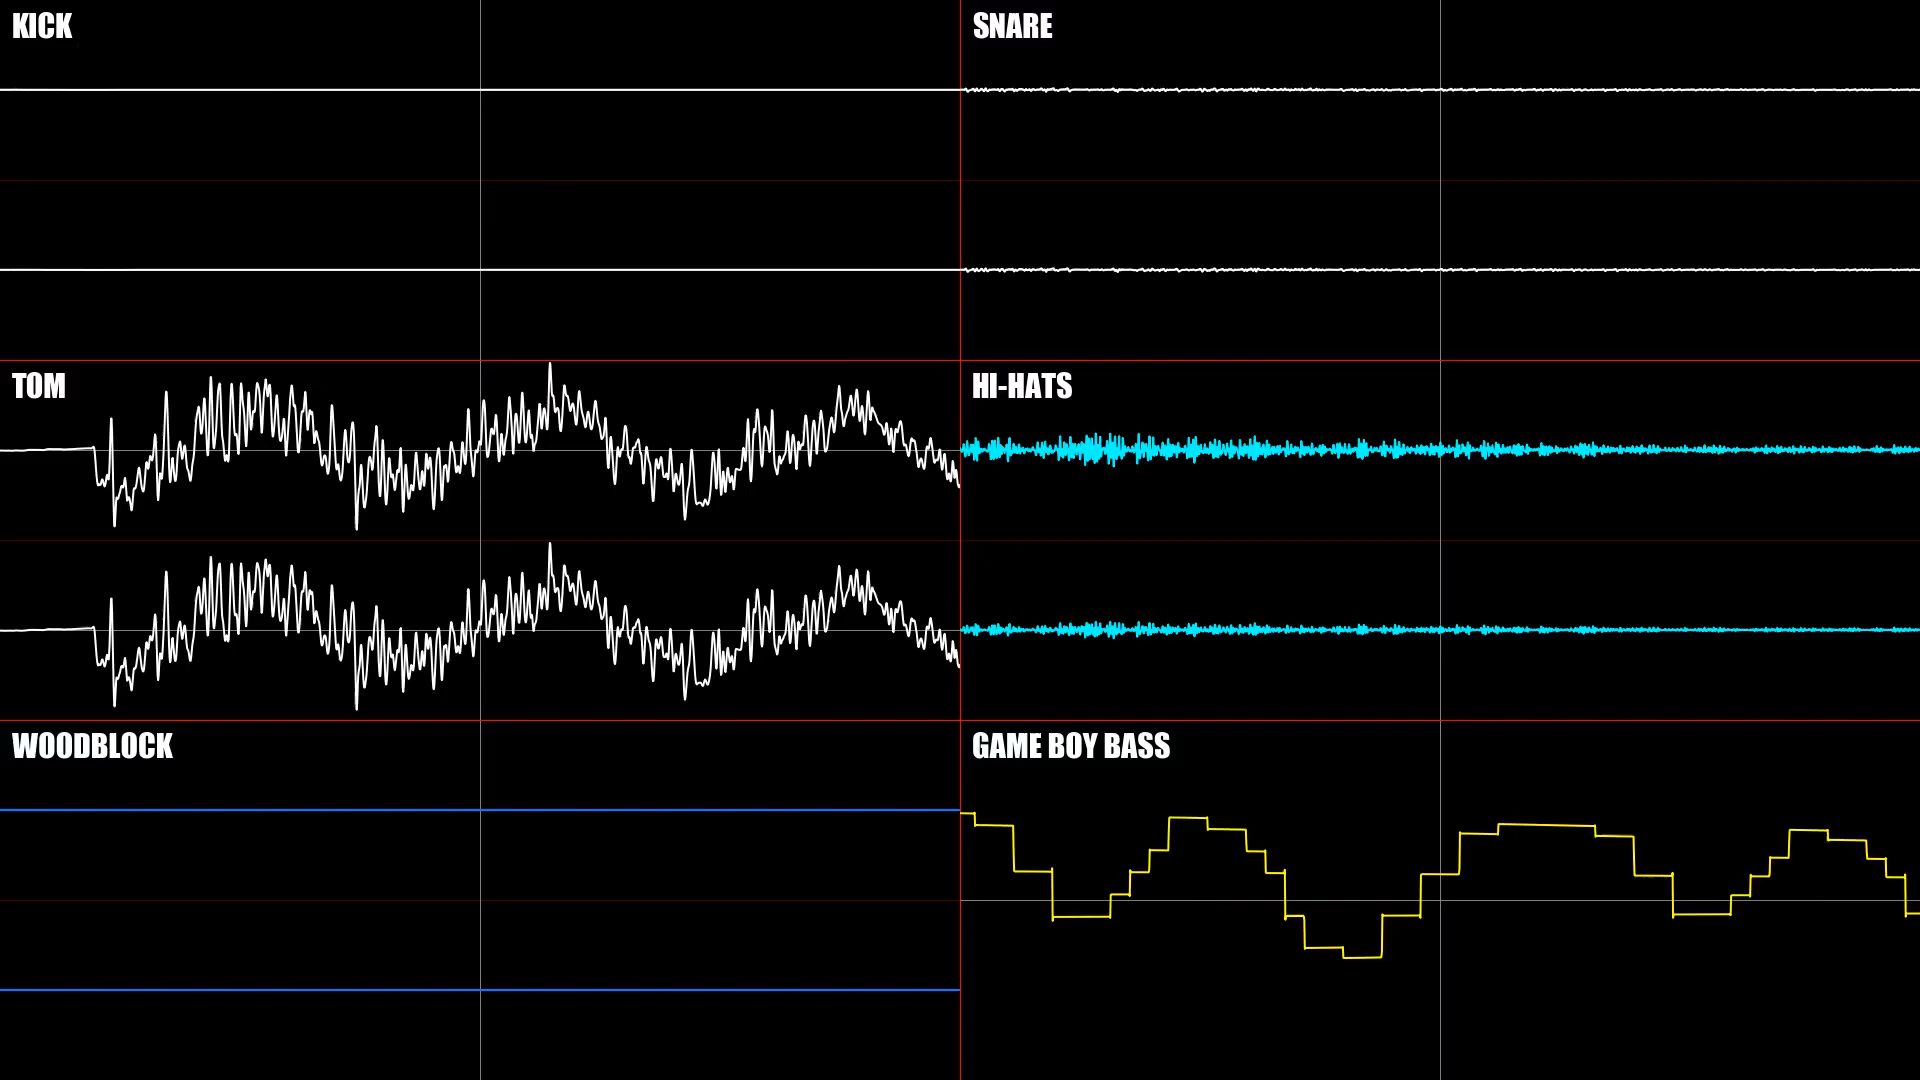 KICK
SNARE
TOM
HI-HATS
WOODBLOCK
GAME BOY BASS